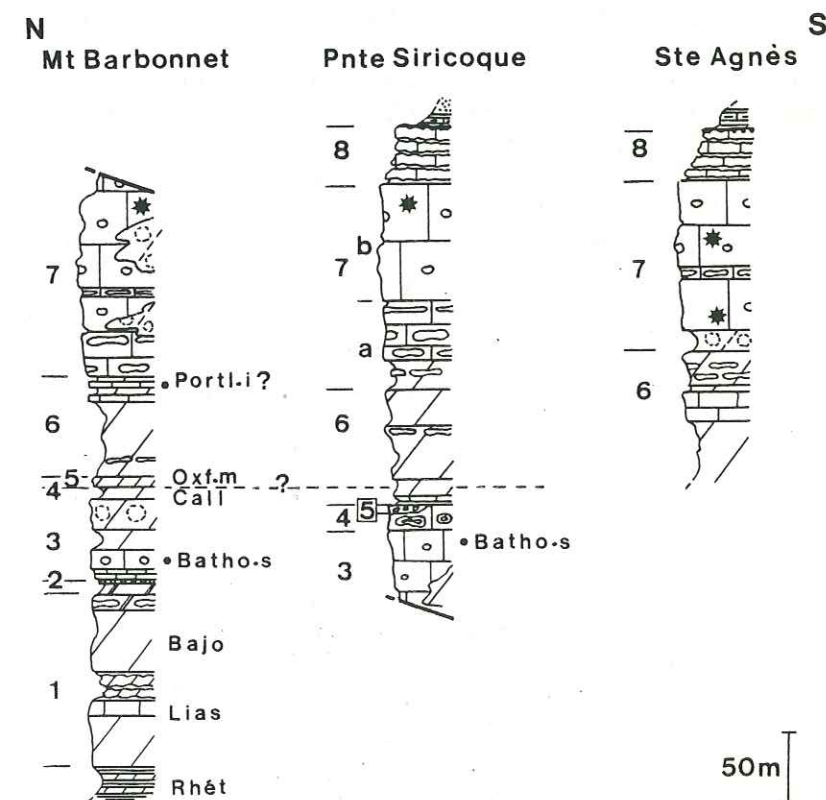 N S
Mt Barbonnet Pnte Siricoque Ste Agnès
8 8
b
7 7 7
a
Portl.i?
6 6 6
5 Oxf.m ?
4 Call
4 5
3 Batho.s Batho.s
3
2
Bajo
1
Lias
50m
Rhét